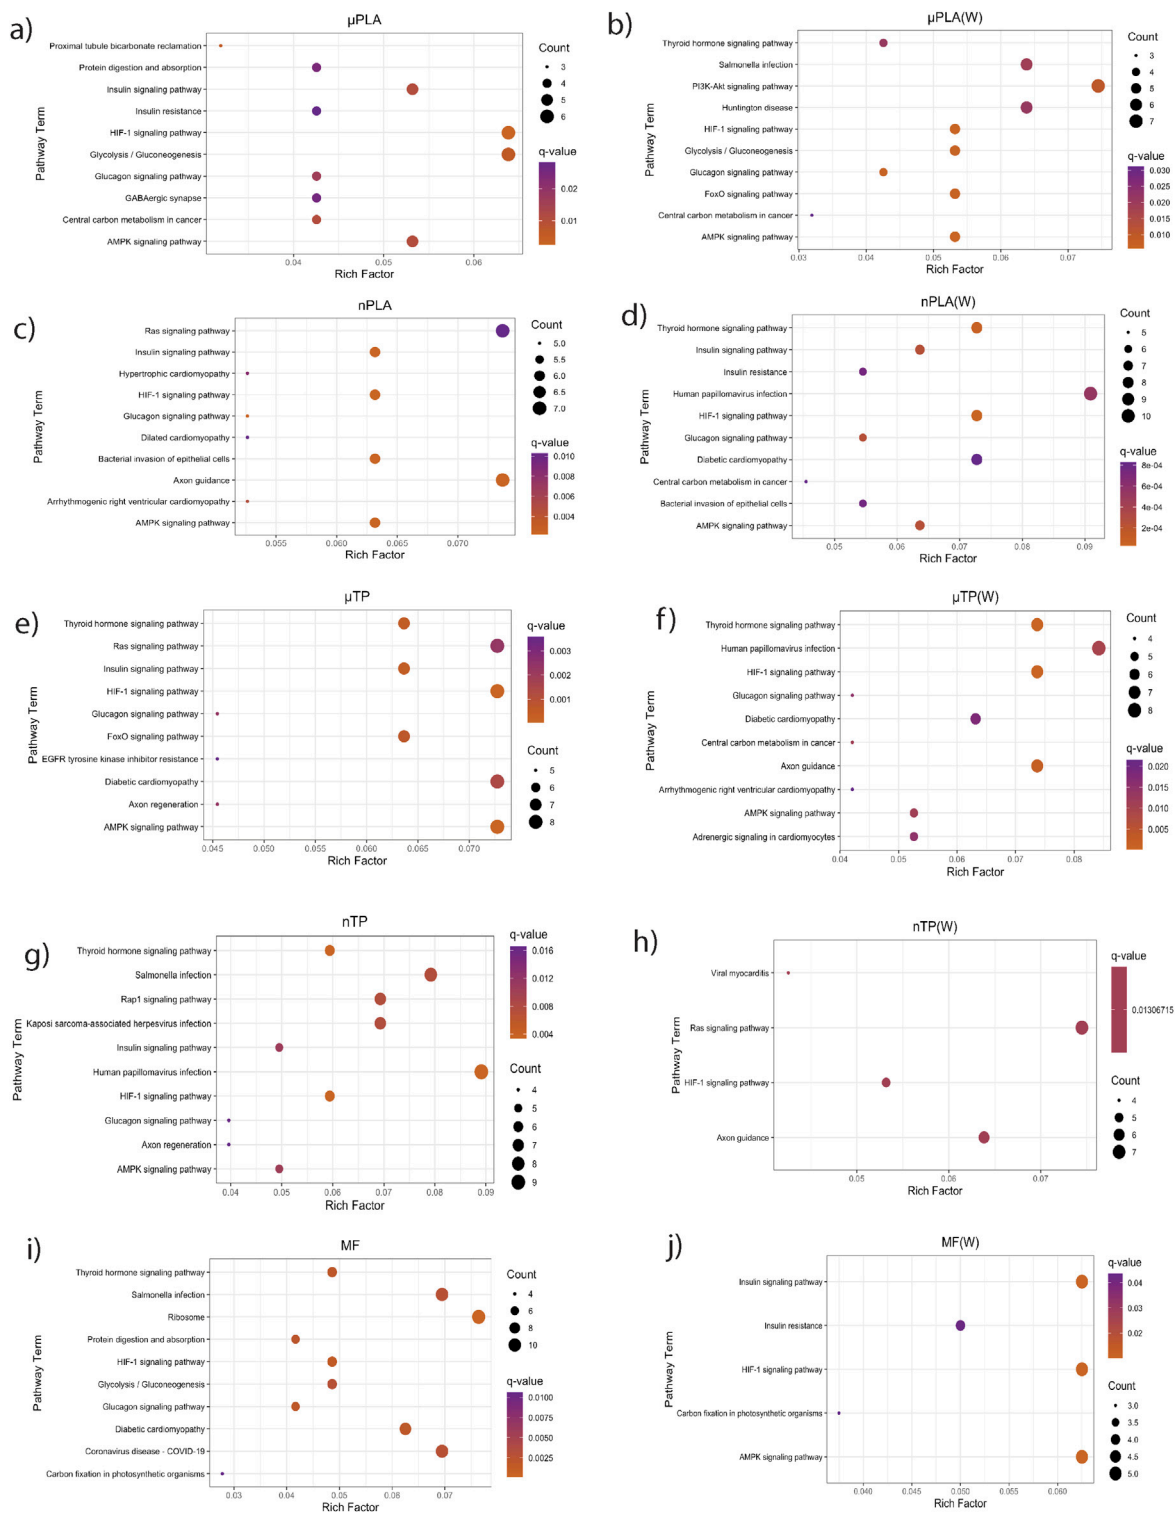 a)
µPLA
Pathway Term
Proximal tubule bicarbonate reclamation
Protein digestion and absorption
Insulin signaling pathway
Insulin resistance
HIF-1 signaling pathway
Glycolysis / Gluconeogenesis
Glucagon signaling pathway
GABAergic synapse
Central carbon metabolism in cancer
AMPK signaling pathway
0.04 0.05 0.06
Rich Factor
Count
3
4
5
6
q-value
0.02
0.01
b)
µPLA(W)
Pathway Term
Thyroid hormone signaling pathway
Salmonella infection
PI3K-Akt signaling pathway
Huntington disease
HIF-1 signaling pathway
Glycolysis / Gluconeogenesis
Glucagon signaling pathway
FoxO signaling pathway
Central carbon metabolism in cancer
AMPK signaling pathway
0.03 0.04 0.05 0.06 0.07
Rich Factor
Count
3
4
5
6
7
q-value
0.030
0.025
0.020
0.015
0.010
c)
nPLA
Pathway Term
Ras signaling pathway
Insulin signaling pathway
Hypertrophic cardiomyopathy
HIF-1 signaling pathway
Glucagon signaling pathway
Dilated cardiomyopathy
Bacterial invasion of epithelial cells
Axon guidance
Arrhythmogenic right ventricular cardiomyopathy
AMPK signaling pathway
0.055 0.060 0.065 0.070
Rich Factor
Count
5.0
5.5
6.0
6.5
7.0
q-value
0.010
0.008
0.006
0.004
d)
nPLA(W)
Pathway Term
Thyroid hormone signaling pathway
Insulin signaling pathway
Insulin resistance
Human papillomavirus infection
HIF-1 signaling pathway
Glucagon signaling pathway
Diabetic cardiomyopathy
Central carbon metabolism in cancer
Bacterial invasion of epithelial cells
AMPK signaling pathway
0.05 0.06 0.07 0.08 0.09
Rich Factor
Count
5
6
7
8
9
10
q-value
8e-04
6e-04
4e-04
2e-04
e)
µTP
Pathway Term
Thyroid hormone signaling pathway
Ras signaling pathway
Insulin signaling pathway
HIF-1 signaling pathway
Glucagon signaling pathway
FoxO signaling pathway
EGFR tyrosine kinase inhibitor resistance
Diabetic cardiomyopathy
Axon regeneration
AMPK signaling pathway
0.045 0.050 0.055 0.060 0.065 0.070
Rich Factor
q-value
0.003
0.002
0.001
Count
5
6
7
8
f)
µTP(W)
Pathway Term
Thyroid hormone signaling pathway
Human papillomavirus infection
HIF-1 signaling pathway
Glucagon signaling pathway
Diabetic cardiomyopathy
Central carbon metabolism in cancer
Axon guidance
Arrhythmogenic right ventricular cardiomyopathy
AMPK signaling pathway
Adrenergic signaling in cardiomyocytes
0.04 0.05 0.06 0.07 0.08
Rich Factor
Count
4
5
6
7
8
q-value
0.020
0.015
0.010
0.005
g)
nTP
Pathway Term
Thyroid hormone signaling pathway
Salmonella infection
Rap1 signaling pathway
Kaposi sarcoma-associated herpesvirus infection
Insulin signaling pathway
Human papillomavirus infection
HIF-1 signaling pathway
Glucagon signaling pathway
Axon regeneration
AMPK signaling pathway
0.04 0.05 0.06 0.07 0.08 0.09
Rich Factor
q-value
0.016
0.012
0.008
0.004
Count
4
5
6
7
8
9
h)
nTP(W)
Pathway Term
Viral myocarditis
Ras signaling pathway
HIF-1 signaling pathway
Axon guidance
0.05 0.06 0.07
Rich Factor
q-value
0.01306715
Count
4
5
6
7
i)
MF
Pathway Term
Thyroid hormone signaling pathway
Salmonella infection
Ribosome
Protein digestion and absorption
HIF-1 signaling pathway
Glycolysis / Gluconeogenesis
Glucagon signaling pathway
Diabetic cardiomyopathy
Coronavirus disease - COVID-19
Carbon fixation in photosynthetic organisms
0.03 0.04 0.05 0.06 0.07
Rich Factor
Count
4
6
8
10
q-value
0.0100
0.0075
0.0050
0.0025
j)
MF(W)
Pathway Term
Insulin signaling pathway
Insulin resistance
HIF-1 signaling pathway
Carbon fixation in photosynthetic organisms
AMPK signaling pathway
0.040 0.045 0.050 0.055 0.060
Rich Factor
q-value
0.04
0.03
0.02
Count
3.0
3.5
4.0
4.5
5.0